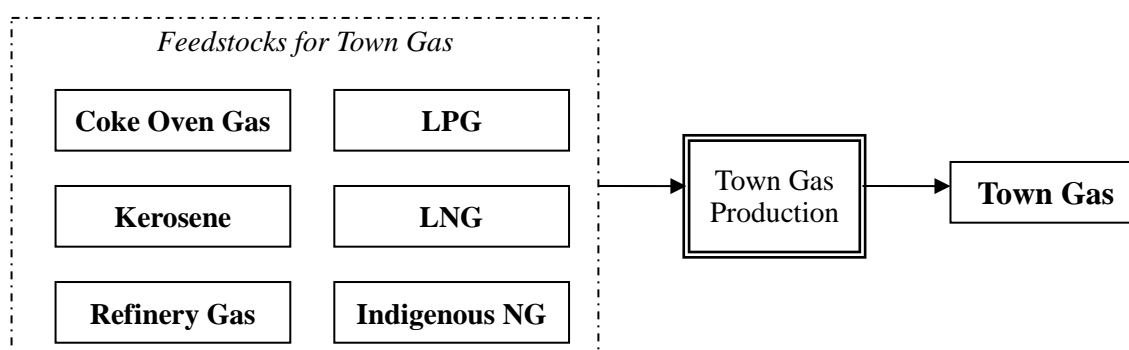 Feedstocks for Town Gas
Coke Oven Gas
LPG
Kerosene
LNG
Refinery Gas
Indigenous NG
Town Gas
Production
Town Gas